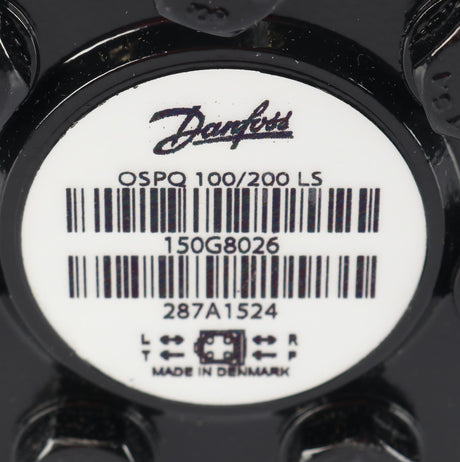 Danfoss
OSPQ 100/200 LS
150G8026
287A1524
L R
T P
MADE IN DENMARK